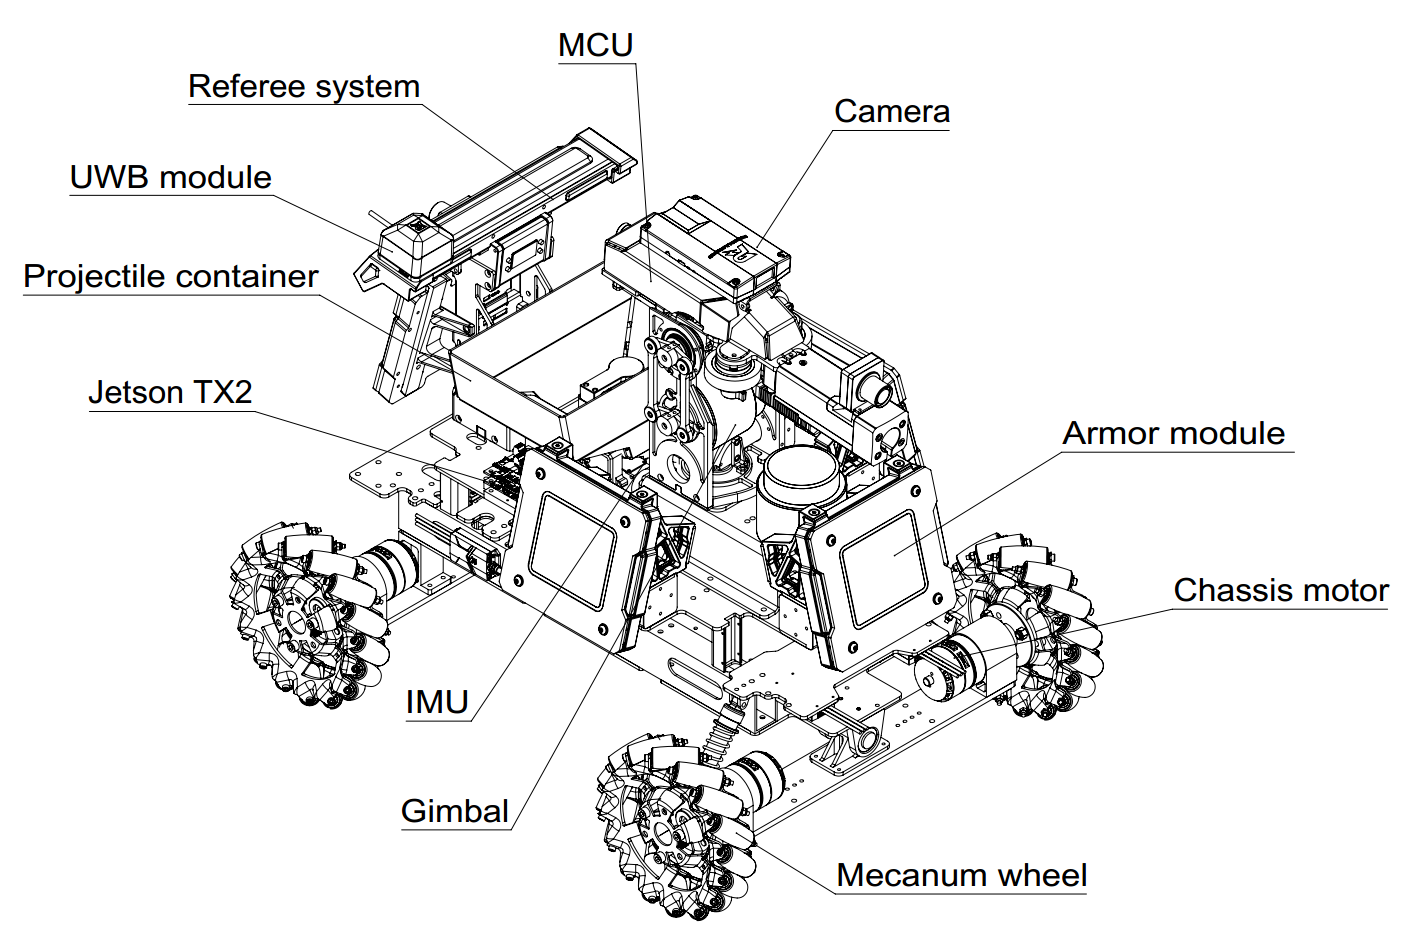 MCU
Referee system
Camera
UWB module
Projectile container
Jetson TX2
Armor module
Chassis motor
IMU
Gimbal
Mecanum wheel